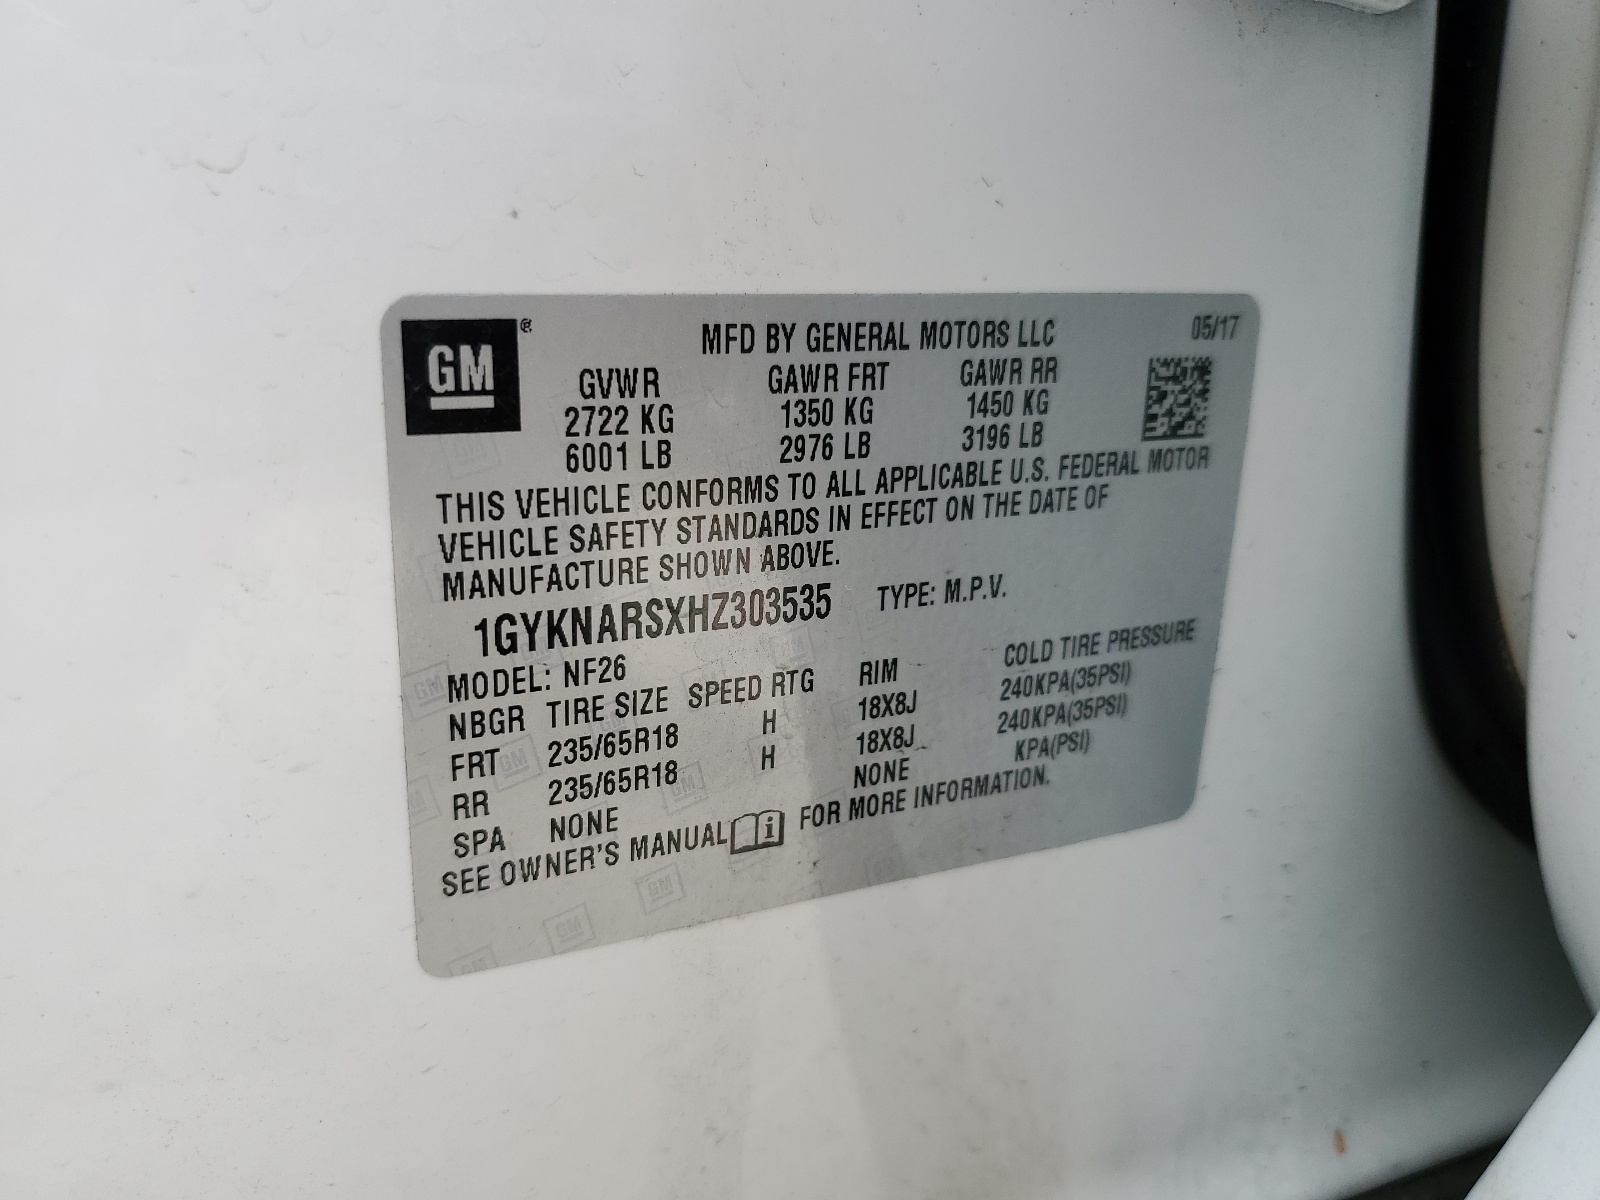 GM®
MFD BY GENERAL MOTORS LLC 05/17
GVWR GAWR FRT GAWR RR
2722 KG 1350 KG 1450 KG
6001 LB 2976 LB 3196 LB
THIS VEHICLE CONFORMS TO ALL APPLICABLE U.S. FEDERAL MOTOR
VEHICLE SAFETY STANDARDS IN EFFECT ON THE DATE OF
MANUFACTURE SHOWN ABOVE.
1GYKNARSXHZ303535 TYPE: M.P.V.
MODEL: NF26
NBGR TIRE SIZE SPEED RTG RIM COLD TIRE PRESSURE
FRT 235/65R18 H 18X8J 240KPA(35PSI)
RR 235/65R18 H 18X8J 240KPA(35PSI)
SPA NONE NONE KPA(PSI)
SEE OWNER'S MANUAL i FOR MORE INFORMATION.